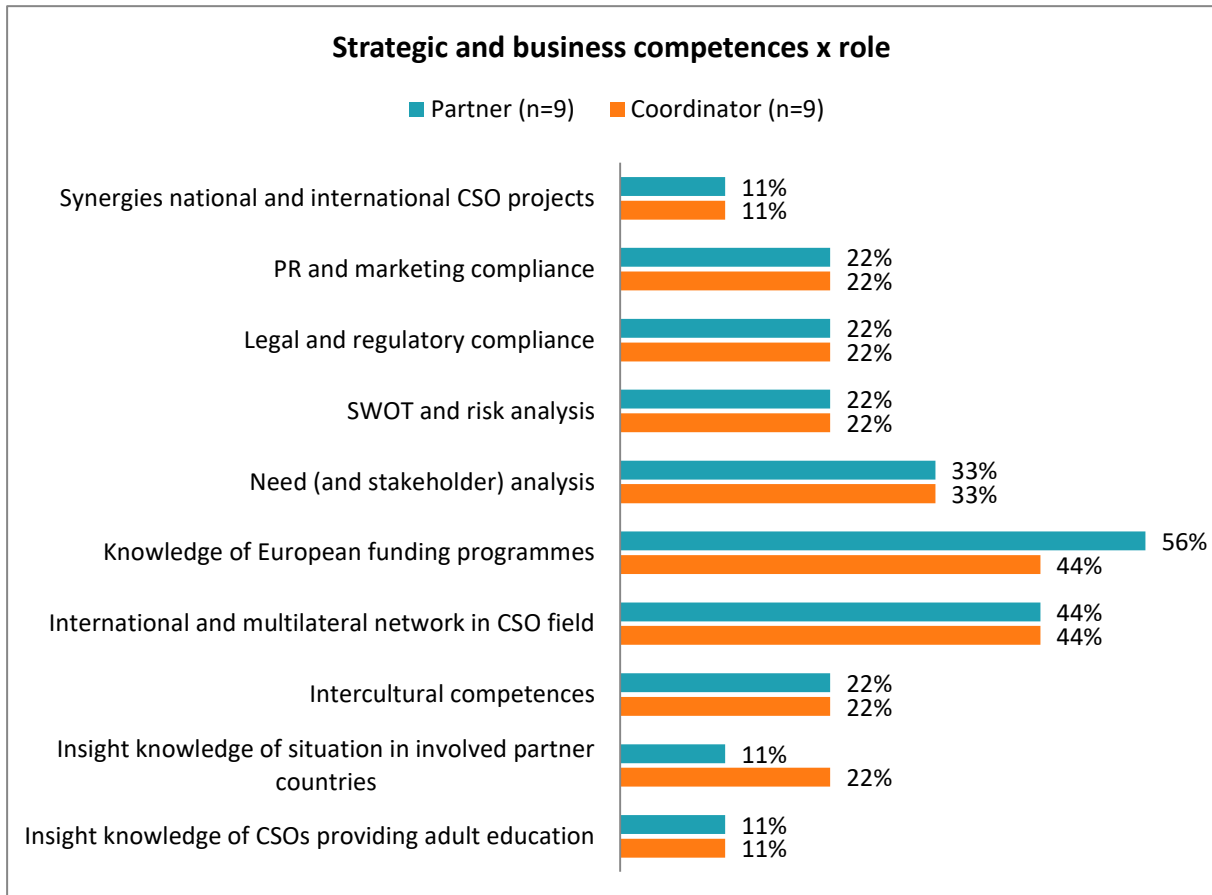 Strategic and business competences x role
Partner (n=9) Coordinator (n=9)
Synergies national and international CSO projects
11%
11%
PR and marketing compliance
22%
22%
Legal and regulatory compliance
22%
22%
SWOT and risk analysis
22%
22%
Need (and stakeholder) analysis
33%
33%
Knowledge of European funding programmes
56%
44%
International and multilateral network in CSO field
44%
44%
Intercultural competences
22%
22%
Insight knowledge of situation in involved partner
countries
11%
22%
Insight knowledge of CSOs providing adult education
11%
11%